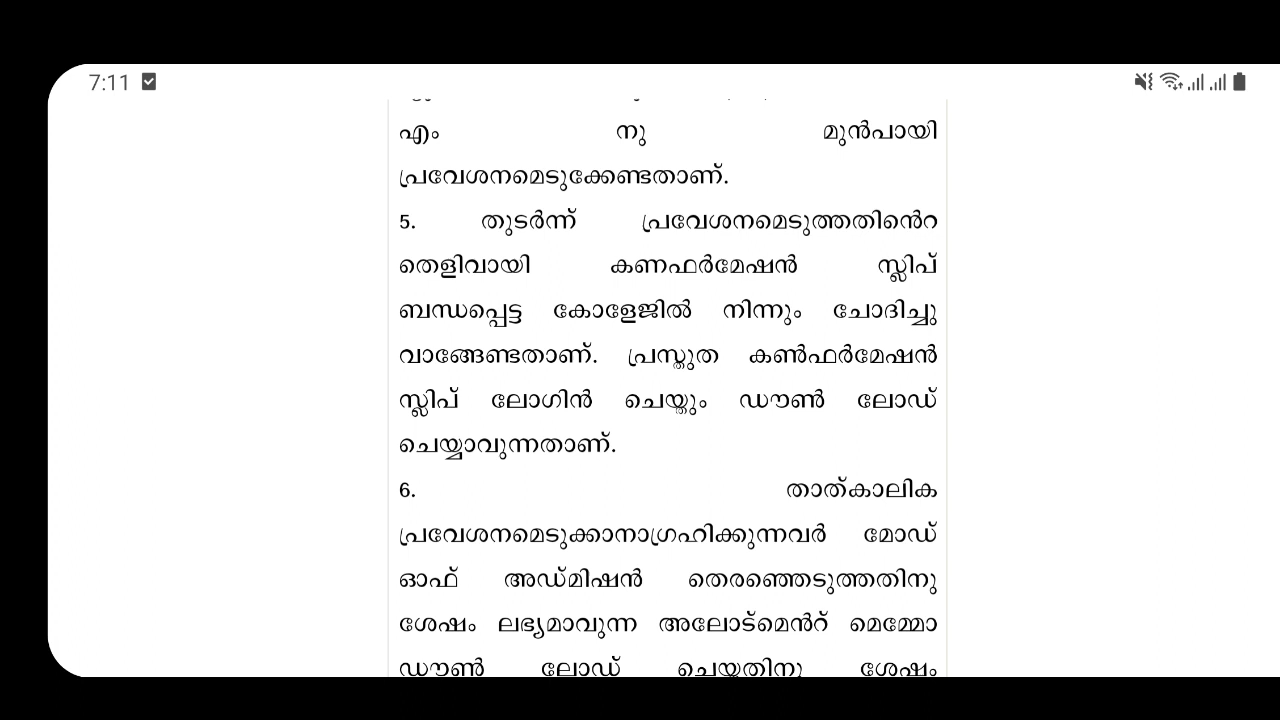 7:11
എം നു മുൻപായി
പ്രവേശനമെടുക്കേണ്ടതാണ്.
5. തുടർന്ന് പ്രവേശനമെടുത്തതിൻെറ
തെളിവായി കണഫർമേഷൻ സ്ലിപ്
ബന്ധപ്പെട്ട കോളേജിൽ നിന്നും ചോദിച്ചു
വാങ്ങേണ്ടതാണ്. പ്രസ്തുത കൺഫർമേഷൻ
സ്ലിപ് ലോഗിൻ ചെയ്തും ഡൗൺ ലോഡ്
ചെയ്യാവുന്നതാണ്.
6. താത്കാലിക
പ്രവേശനമെടുക്കാനാഗ്രഹിക്കുന്നവർ മോഡ്
ഓഫ് അഡ്മിഷൻ തെരഞ്ഞെടുത്തതിനു
ശേഷം ലഭ്യമാവുന്ന അലോട്മെൻറ് മെമ്മോ
ഡൗൺ ലോഡ് ചെയ്തതിനു ശേഷം